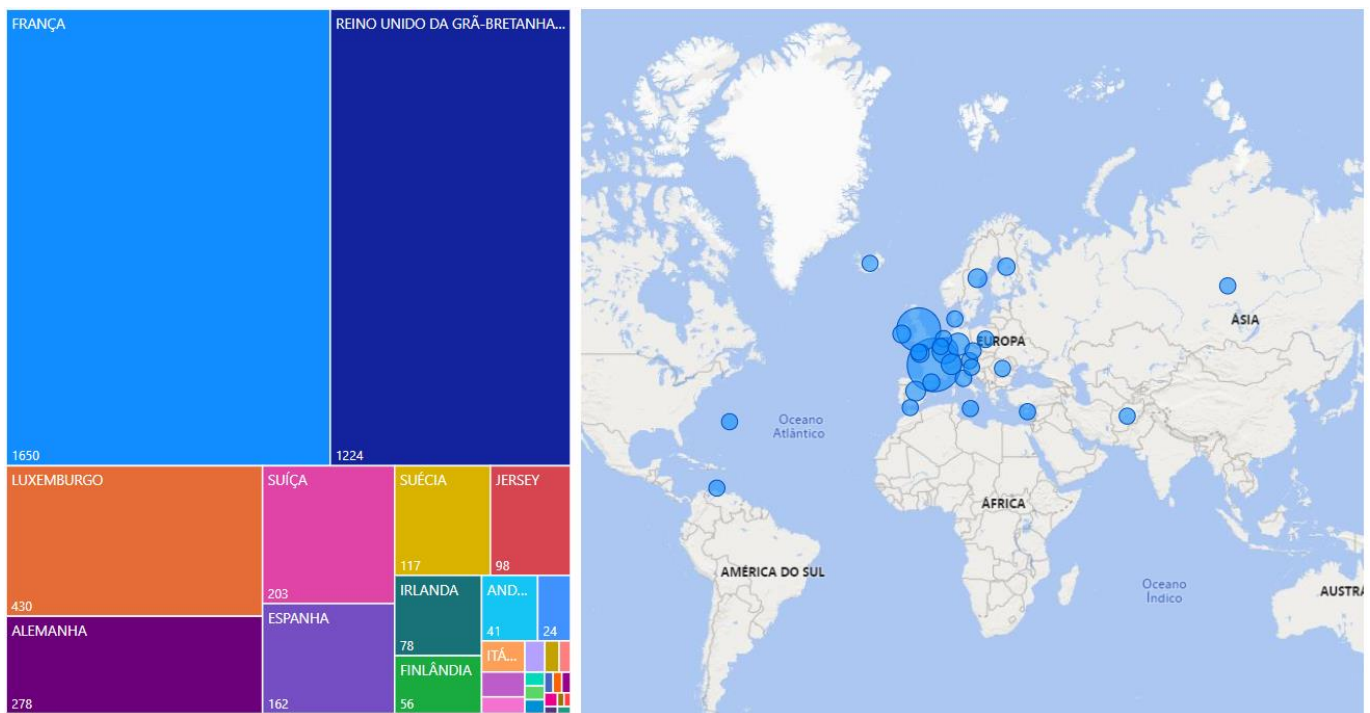 FRANÇA
1650
REINO UNIDO DA GRÃ-BRETANHA...
1224
LUXEMBURGO
430
ALEMANHA
278
SUÍÇA
203
ESPANHA
162
SUÉCIA
117
JERSEY
98
IRLANDA
78
FINLÂNDIA
56
AND...
41
24
ITÁ...
EUROPA
ÁSIA
Oceano
Atlântico
ÁFRICA
AMÉRICA DO SUL
Oceano
Índico
AUSTRA